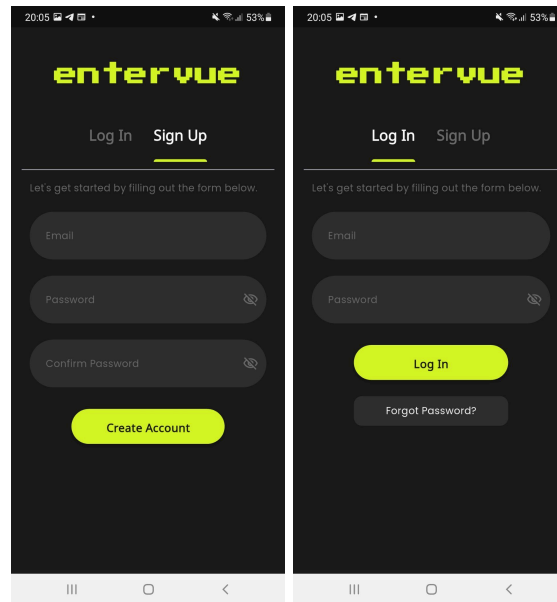 20:05 53%
entervue
Log In Sign Up
Let's get started by filling out the form below.
Email
Password
Confirm Password
Create Account
20:05 53%
entervue
Log In Sign Up
Let's get started by filling out the form below.
Email
Password
Log In
Forgot Password?